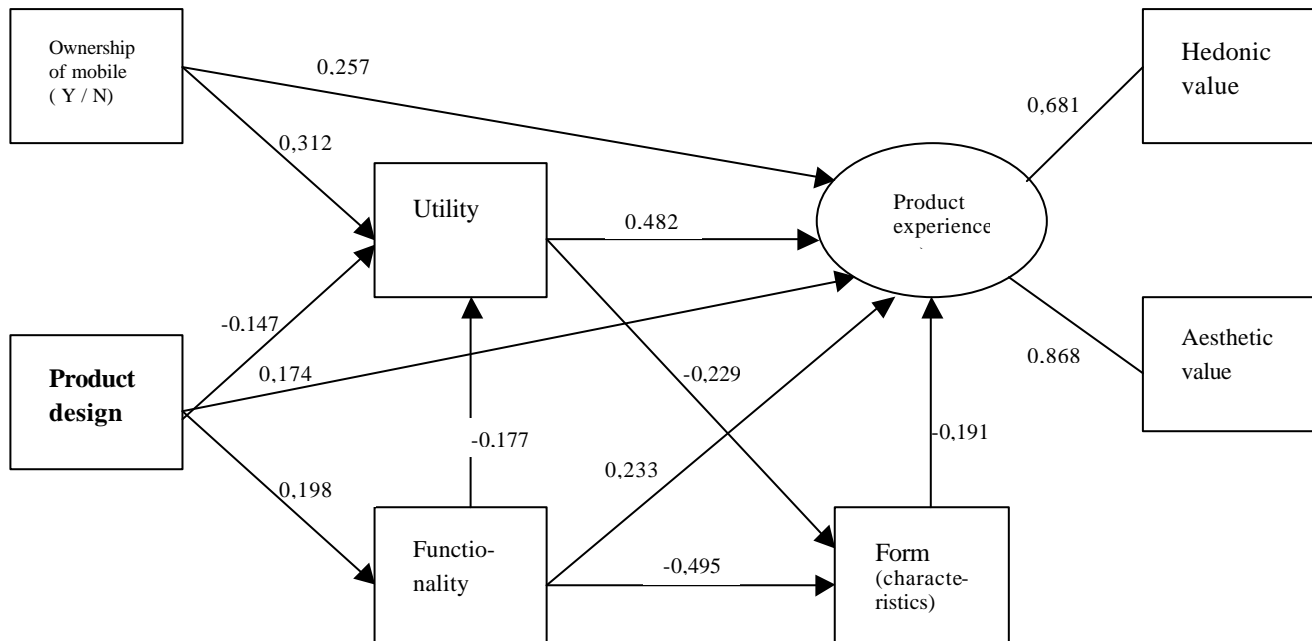 Ownership
of mobile
( Y / N)
0,257
Hedonic
value
0,681
0,312
Utility
0.482
Product
experience
-0.147
Product
design
0,174
-0,229
0.868
Aesthetic
value
-0.177
0,233
-0,191
0,198
Functio-
nality
-0,495
Form
(characte-
ristics)